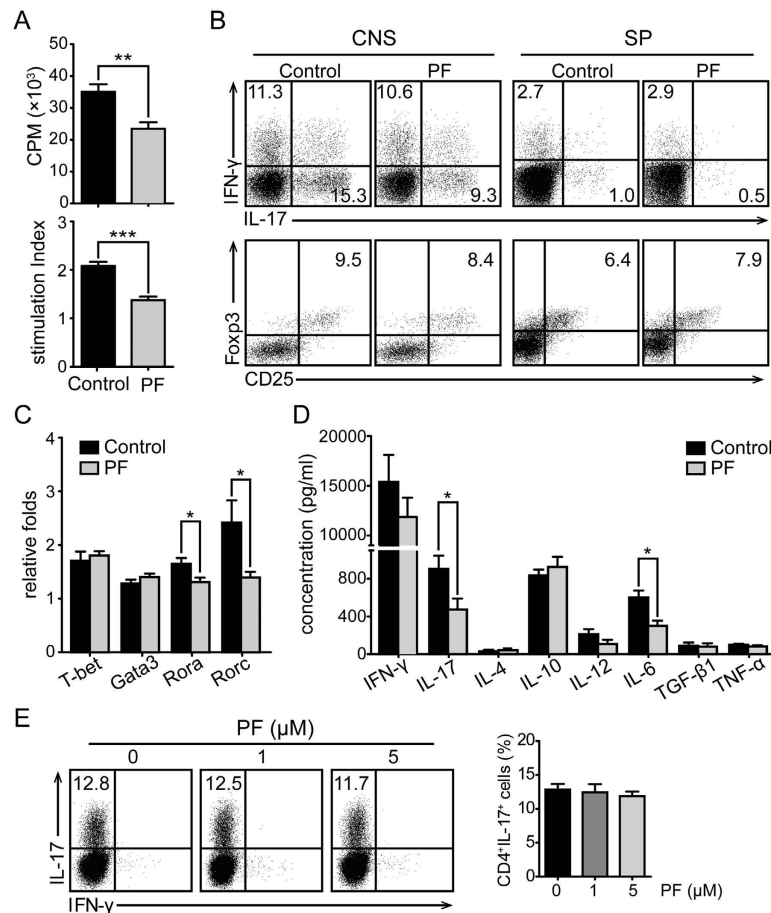 A
CPM (×10³)
50
40
30
20
10
0
**
stimulation Index
3
2
1
0
***
Control PF
B
CNS SP
Control PF Control PF
11.3 10.6 2.7 2.9
15.3 9.3 1.0 0.5
IFN-γ
IL-17
9.5 8.4 6.4 7.9
Foxp3
CD25
C
Control
PF
relative folds
4
3
2
1
0
* *
T-bet Gata3 Rora Rorc
D
Control
PF
concentration (pg/ml)
20000
15000
10000
800
400
0
* *
IFN-γ IL-17 IL-4 IL-10 IL-12 IL-6 TGF-β1 TNF-α
E
PF (μM)
0 1 5
12.8 12.5 11.7
IL-17
IFN-γ
CD4⁺IL-17⁺ cells (%)
20
15
10
5
0
0 1 5 PF (μM)